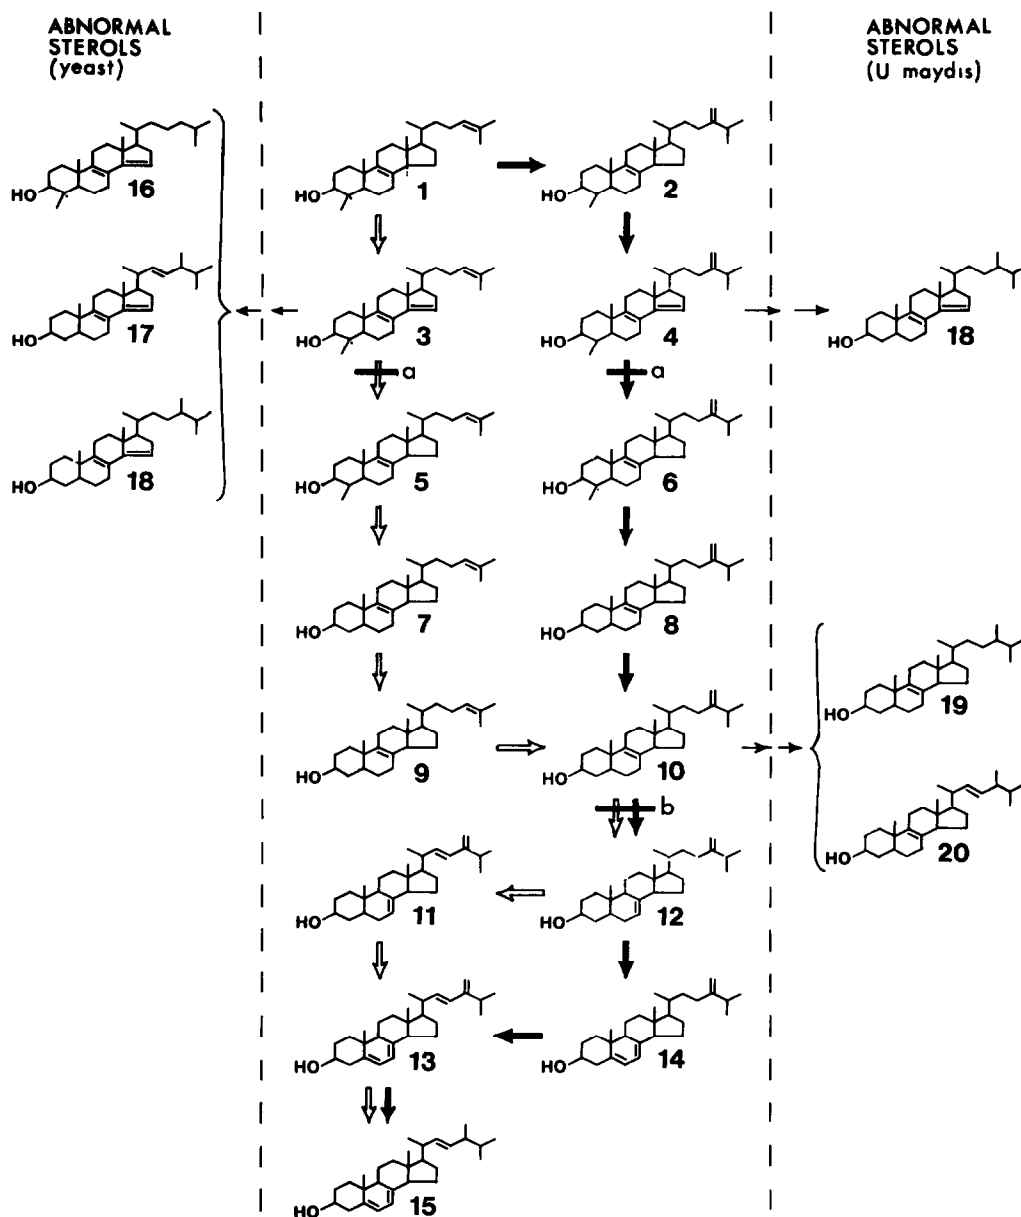 ABNORMAL
STEROLS
(yeast)
ABNORMAL
STEROLS
(U maydis)
HO 16
HO 1
HO 2
HO 17
HO 3
a
HO 4
a
HO 18
HO 18
HO 5
HO 6
HO 7
HO 8
HO 19
HO 9
HO 10
b
HO 20
HO 11
HO 12
HO 13
HO 14
HO 15